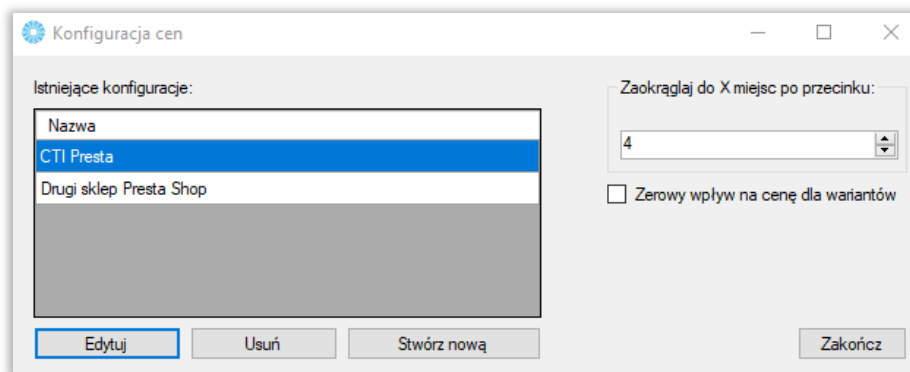 Konfiguracja cen
Istniejące konfiguracje:
Nazwa
CTI Presta
Drugi sklep Presta Shop
Edytuj
Usuń
Stwórz nową
Zaokrąglaj do X miejsc po przecinku:
4
Zerowy wpływ na cenę dla wariantów
Zakończ